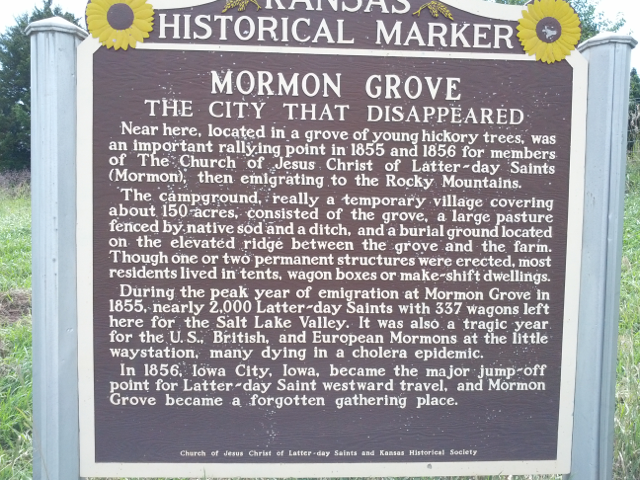 KANSAS
HISTORICAL MARKER
MORMON GROVE
THE CITY THAT DISAPPEARED
Near here, located in a grove of young hickory trees, was
an important rallying point in 1855 and 1856 for members
of The Church of Jesus Christ of Latter-day Saints
(Mormon), then emigrating to the Rocky Mountains.
The campground, really a temporary village covering
about 150 acres, consisted of the grove, a large pasture
fenced by native sod and a ditch, and a burial ground located
on the elevated ridge between the grove and the farm.
Though one or two permanent structures were erected, most
residents lived in tents, wagon boxes or make-shift dwellings.
During the peak year of emigration at Mormon Grove in
1855, nearly 2,000 Latter-day Saints with 337 wagons left
here for the Salt Lake Valley. It was also a tragic year
for the U.S., British, and European Mormons at the little
waystation, many dying in a cholera epidemic.
In 1856, Iowa City, Iowa, became the major jump-off
point for Latter-day Saint westward travel, and Mormon
Grove became a forgotten gathering place.
Church of Jesus Christ of Latter-day Saints and Kansas Historical Society